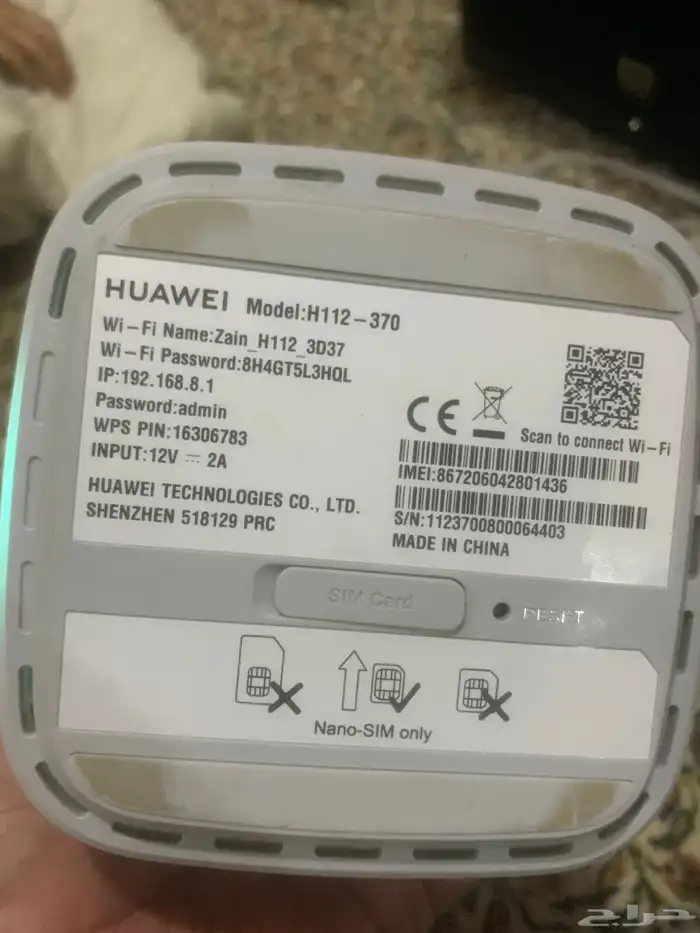 HUAWEI Model:H112-370
Wi-Fi Name:Zain_H112_3D37
Wi-Fi Password:8H4GT5L3HQL
IP:192.168.8.1
Password:admin
WPS PIN:16306783
INPUT:12V ⎓ 2A
HUAWEI TECHNOLOGIES CO., LTD.
SHENZHEN 518129 PRC
CE
Scan to connect Wi-Fi
IMEI:867206042801436
S/N:1123700800064403
MADE IN CHINA
SIM Card
RESET
Nano-SIM only
حراج